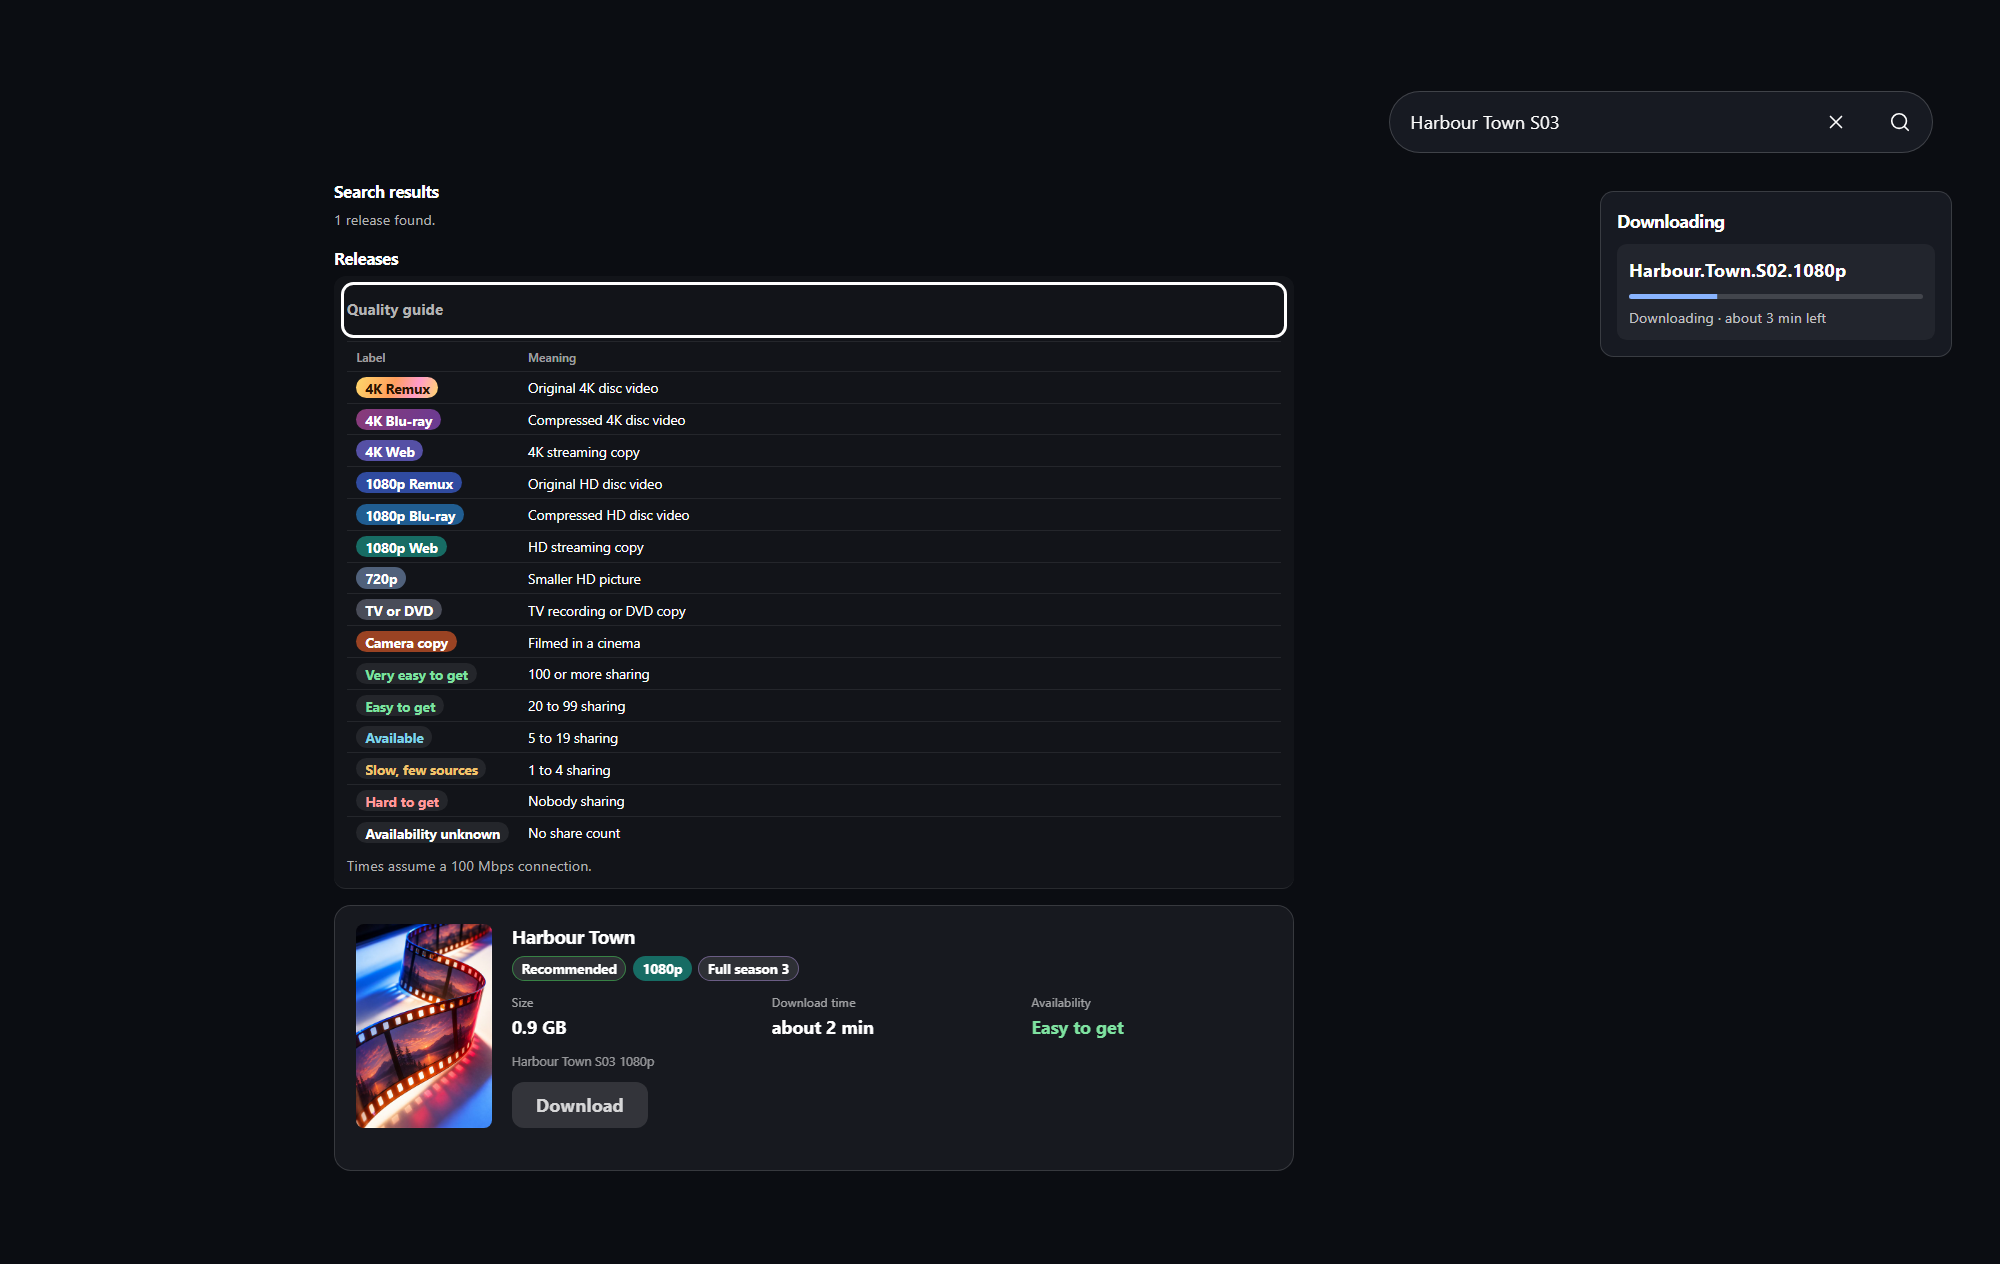 Harbour Town S03
Search results
1 release found.
Downloading
Harbour.Town.S02.1080p
Downloading · about 3 min left
Releases
Quality guide
Label Meaning
4K Remux Original 4K disc video
4K Blu-ray Compressed 4K disc video
4K Web 4K streaming copy
1080p Remux Original HD disc video
1080p Blu-ray Compressed HD disc video
1080p Web HD streaming copy
720p Smaller HD picture
TV or DVD TV recording or DVD copy
Camera copy Filmed in a cinema
Very easy to get 100 or more sharing
Easy to get 20 to 99 sharing
Available 5 to 19 sharing
Slow, few sources 1 to 4 sharing
Hard to get Nobody sharing
Availability unknown No share count
Times assume a 100 Mbps connection.
Harbour Town
Recommended 1080p Full season 3
Size Download time Availability
0.9 GB about 2 min Easy to get
Harbour Town S03 1080p
Download